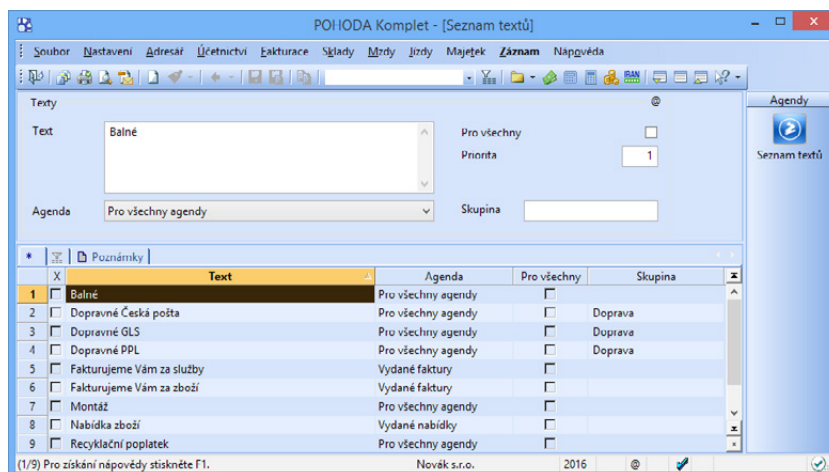 POHODA Komplet - [Seznam textů]
Soubor Nastavení Adresář Účetnictví Fakturace Sklady Mzdy Jízdy Majetek Záznam Nápověda
IBAN
Texty @ Agendy
Text Balné Pro všechny
Priorita 1 Seznam textů
Agenda Pro všechny agendy Skupina
* Poznámky
X Text Agenda Pro všechny Skupina
1 Balné Pro všechny agendy
2 Dopravné Česká pošta Pro všechny agendy Doprava
3 Dopravné GLS Pro všechny agendy Doprava
4 Dopravné PPL Pro všechny agendy Doprava
5 Fakturujeme Vám za služby Vydané faktury
6 Fakturujeme Vám za zboží Vydané faktury
7 Montáž Pro všechny agendy
8 Nabídka zboží Vydané nabídky
9 Recyklační poplatek Pro všechny agendy
(1/9) Pro získání nápovědy stiskněte F1. Novák s.r.o. 2016 @